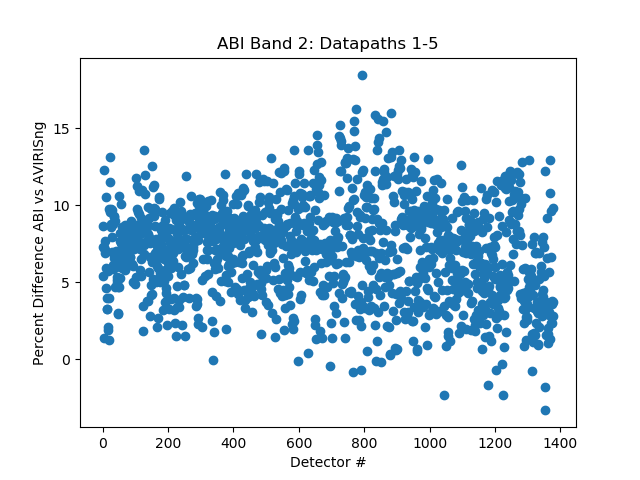 ABI Band 2: Datapaths 1-5
Percent Difference ABI vs AVIRISng
15
10
5
0
0 200 400 600 800 1000 1200 1400
Detector #